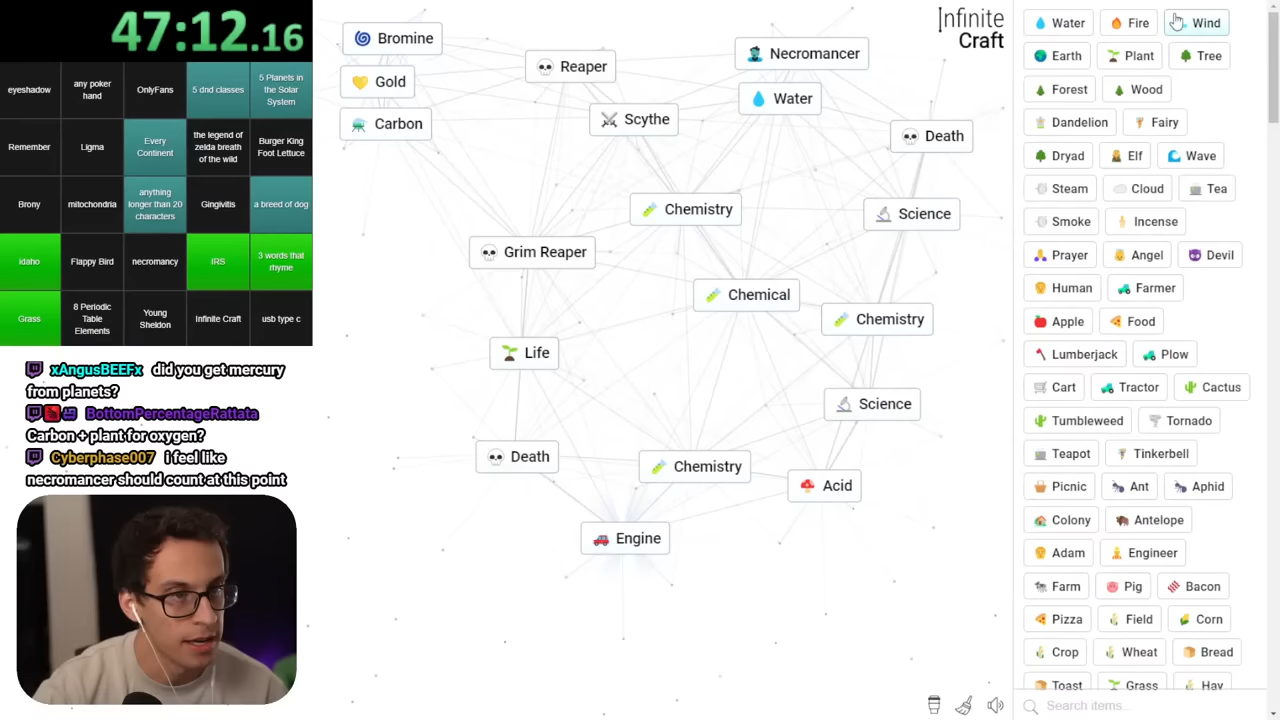 47:12.16
eyeshadow
any poker
hand
OnlyFans
5 dnd classes
5 Planets in
the Solar
System
Remember
Ligma
Every
Continent
the legend of
zelda breath of
the wild
Burger King
Foot Lettuce
Brony
mitochondria
anything
longer than 20
characters
Gingivitis
a breed of dog
idaho
Flappy Bird
necromancy
IRS
3 words that
rhyme
Grass
8 Periodic
Table
Elements
Young
Sheldon
Infinite Craft
usb type c
xAngusBEEFx did you get mercury
from planets?
BottomPercentageRattata
Carbon + plant for oxygen?
Cyberphase007 i feel like
necromancer should count at this point
Infinite
Craft
Bromine
Gold
Carbon
Reaper
Scythe
Necromancer
Water
Death
Chemistry
Science
Grim Reaper
Chemical
Chemistry
Life
Science
Death
Chemistry
Acid
Engine
Water
Fire
Wind
Earth
Plant
Tree
Forest
Wood
Dandelion
Fairy
Dryad
Elf
Wave
Steam
Cloud
Tea
Smoke
Incense
Prayer
Angel
Devil
Human
Farmer
Apple
Food
Lumberjack
Plow
Cart
Tractor
Cactus
Tumbleweed
Tornado
Teapot
Tinkerbell
Picnic
Ant
Aphid
Colony
Antelope
Adam
Engineer
Farm
Pig
Bacon
Pizza
Field
Corn
Crop
Wheat
Bread
Toast
Grass
Hay
Search items...